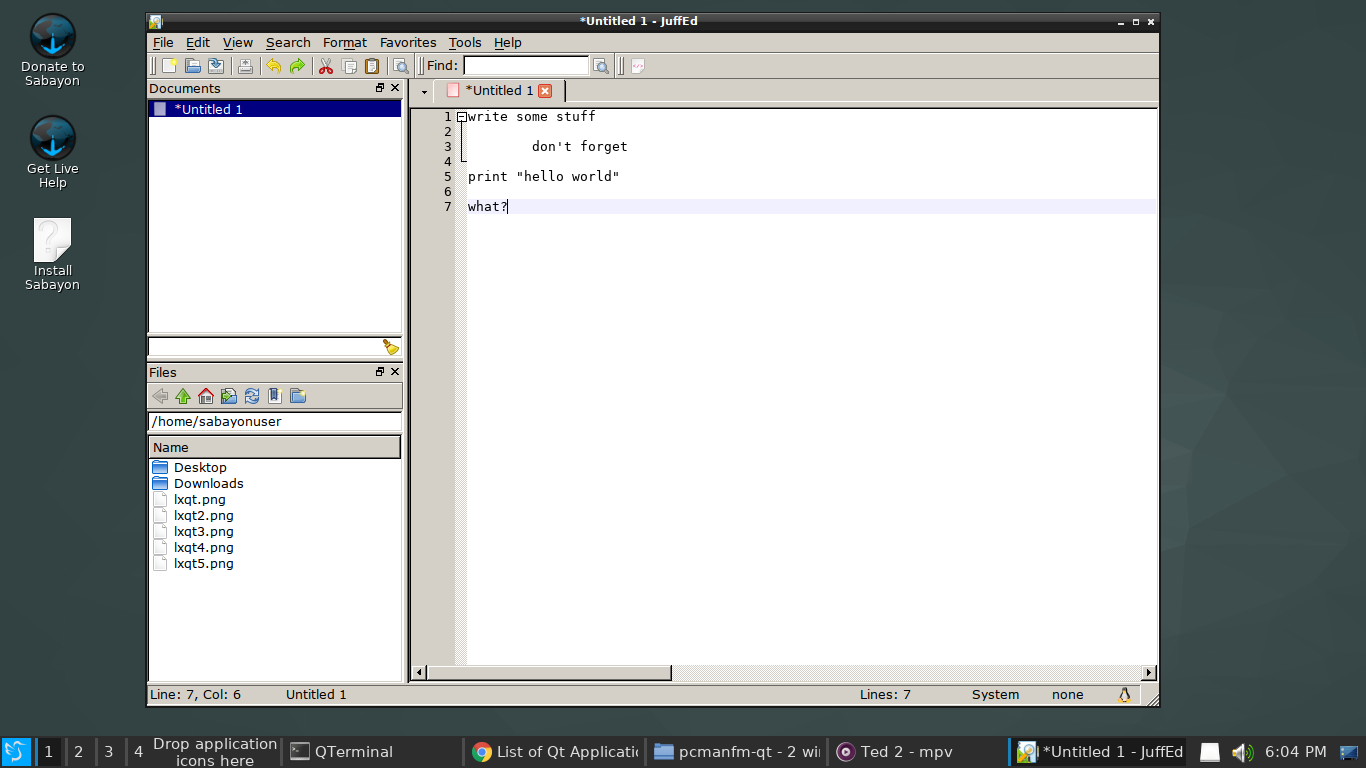 Donate to
Sabayon
Get Live
Help
Install
Sabayon
*Untitled 1 - JuffEd
File Edit View Search Format Favorites Tools Help
Find:
Documents
*Untitled 1
*Untitled 1
1 write some stuff
2
3 don't forget
4
5 print "hello world"
6
7 what?
Files
/home/sabayonuser
Name
Desktop
Downloads
lxqt.png
lxqt2.png
lxqt3.png
lxqt4.png
lxqt5.png
Line: 7, Col: 6 Untitled 1 Lines: 7 System none
1 2 3 4 Drop application
icons here
QTerminal
List of Qt Applicatio
pcmanfm-qt - 2 wi
Ted 2 - mpv
*Untitled 1 - JuffEd
6:04 PM